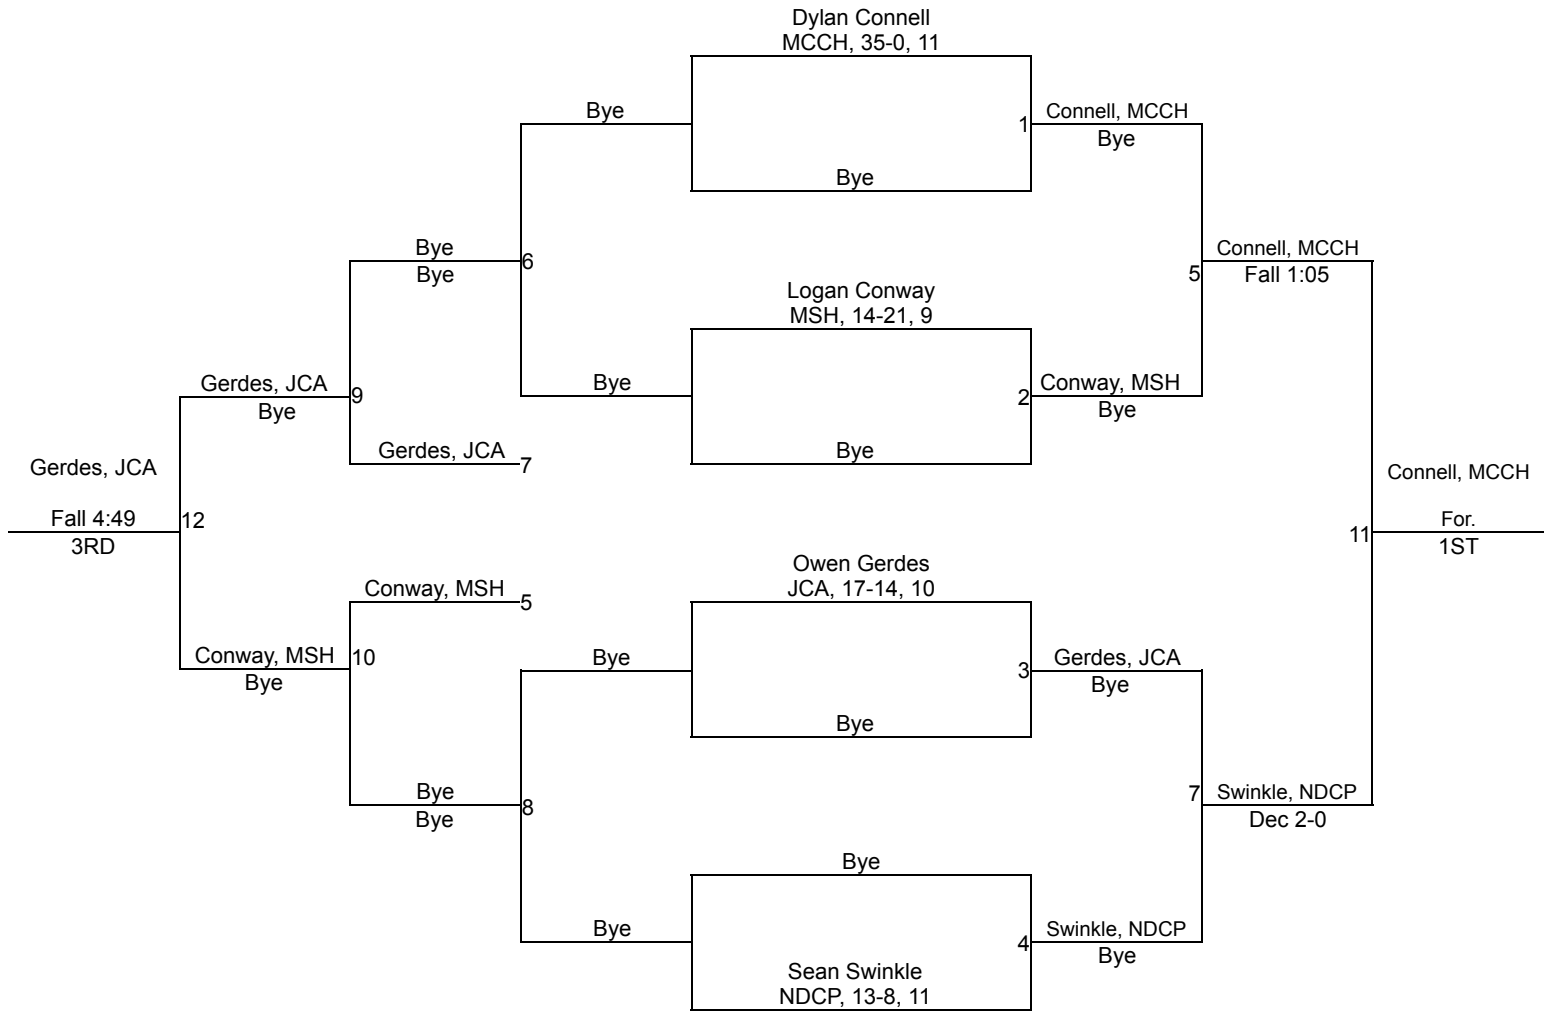 Dylan Connell
MCCH, 35-0, 11
Bye
1
Connell, MCCH
Bye
Bye
Bye
Bye
6
Connell, MCCH
5
Fall 1:05
Logan Conway
MSH, 14-21, 9
Gerdes, JCA
9
Bye
Bye
2
Conway, MSH
Bye
Gerdes, JCA
7
Bye
Gerdes, JCA
Connell, MCCH
Fall 4:49
12
3RD
11
For.
1ST
Owen Gerdes
JCA, 17-14, 10
Conway, MSH
5
Conway, MSH
10
Bye
Bye
3
Gerdes, JCA
Bye
Bye
Bye
8
Bye
7
Swinkle, NDCP
Dec 2-0
Bye
Bye
4
Swinkle, NDCP
Bye
Sean Swinkle
NDCP, 13-8, 11